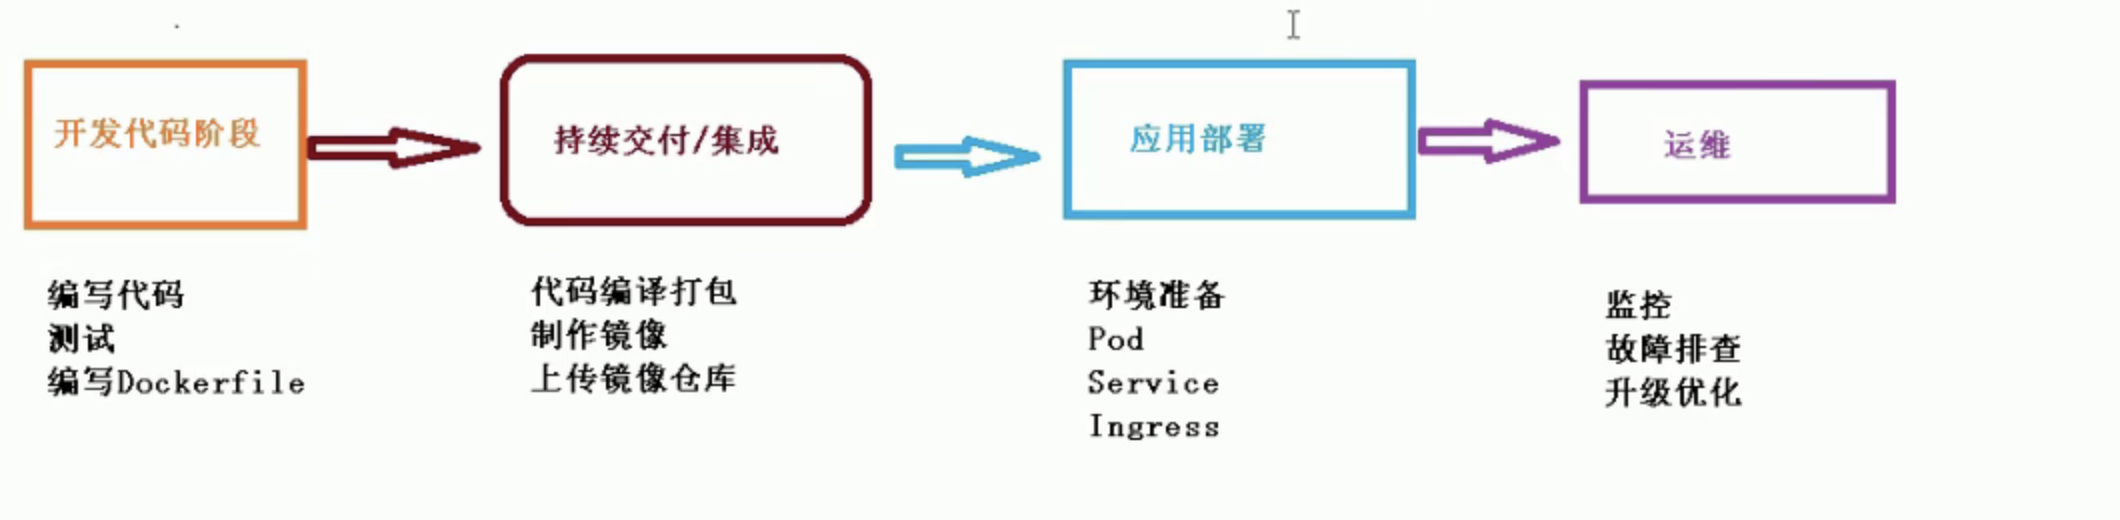 开发代码阶段
持续交付/集成
应用部署
运维
编写代码
测试
编写Dockerfile
代码编译打包
制作镜像
上传镜像仓库
环境准备
Pod
Service
Ingress
监控
故障排查
升级优化